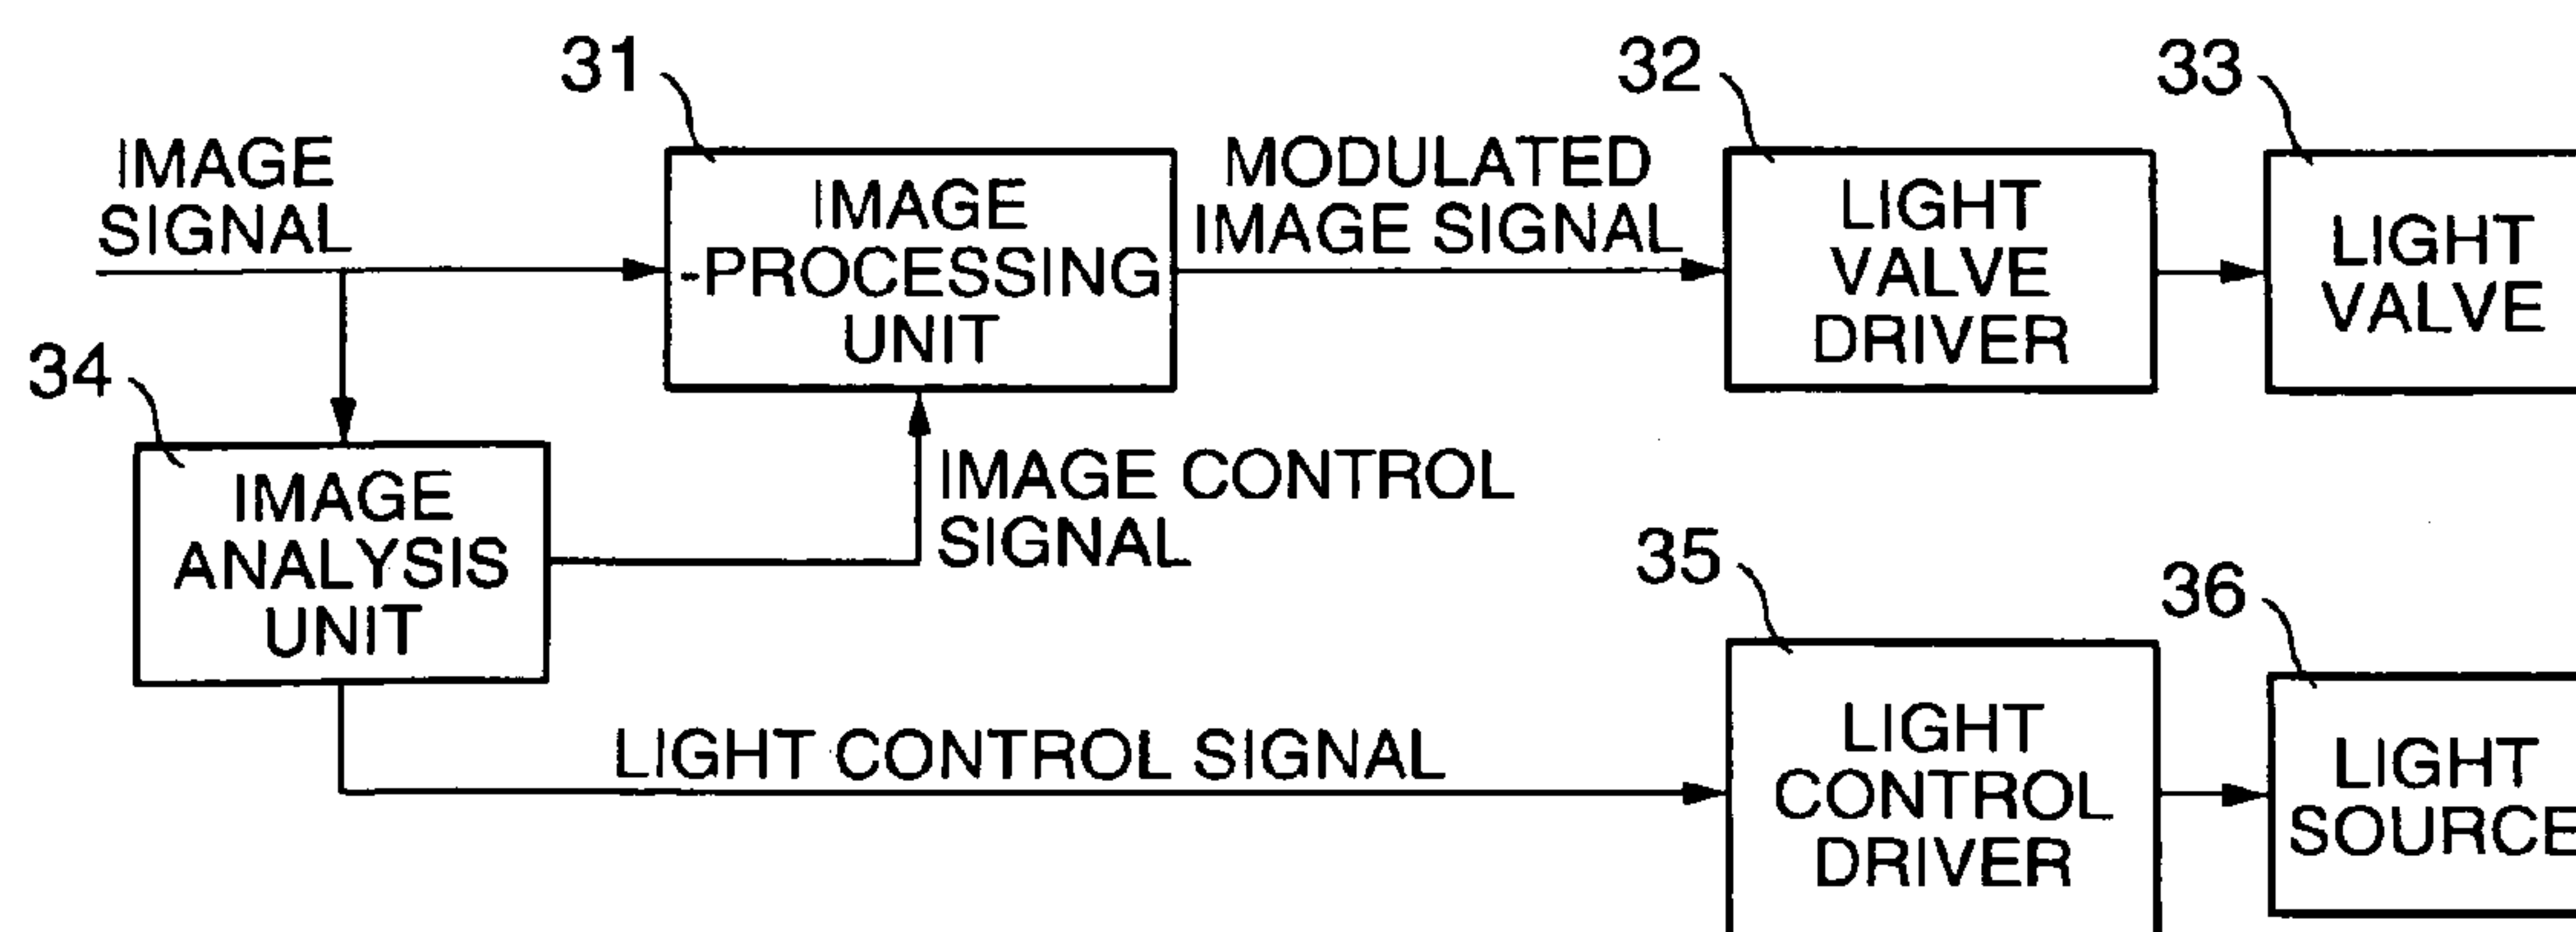 31
32
33
IMAGE
SIGNAL
IMAGE
-PROCESSING
UNIT
MODULATED
IMAGE SIGNAL
LIGHT
VALVE
DRIVER
LIGHT
VALVE
34
IMAGE
ANALYSIS
UNIT
IMAGE CONTROL
SIGNAL
35
36
LIGHT CONTROL SIGNAL
LIGHT
CONTROL
DRIVER
LIGHT
SOURCE